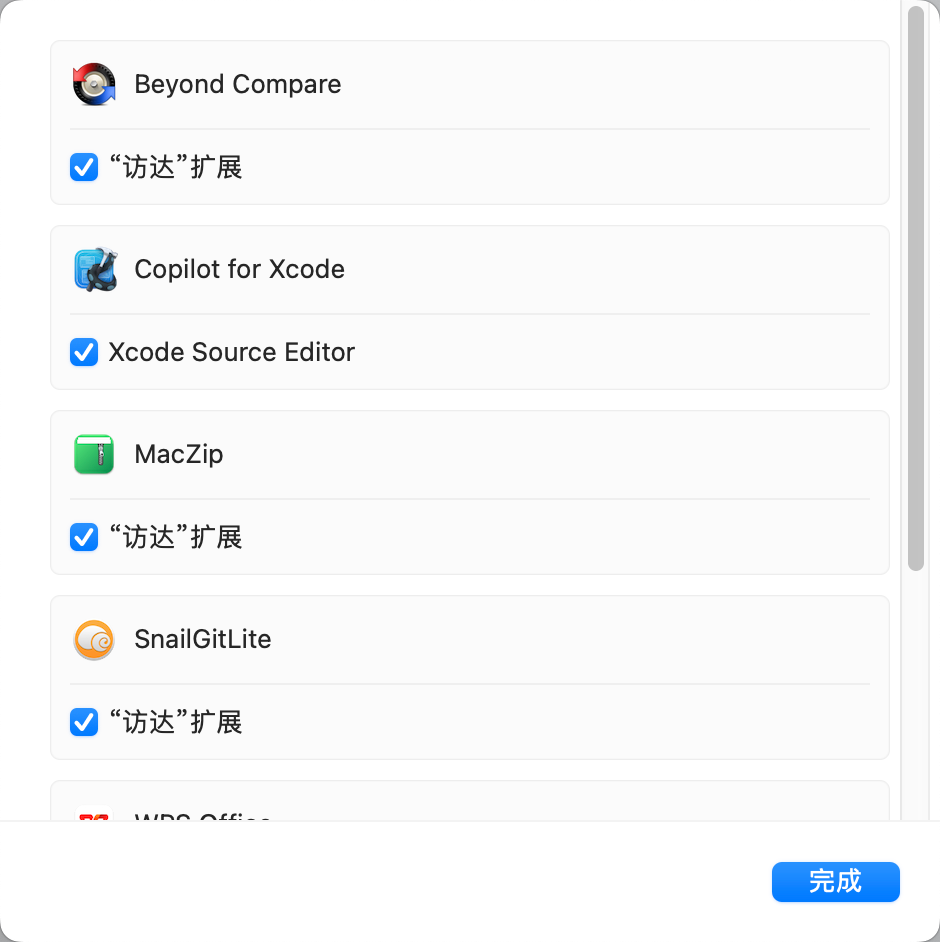 Beyond Compare
“访达”扩展
Copilot for Xcode
Xcode Source Editor
MacZip
“访达”扩展
SnailGitLite
“访达”扩展
WPS Office
完成